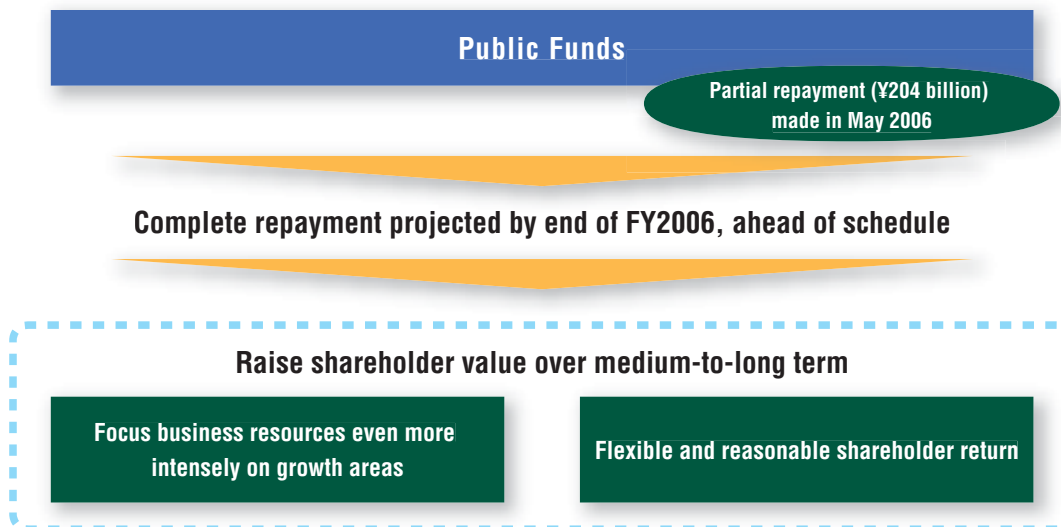 Public Funds
Partial repayment (¥204 billion)
made in May 2006
Complete repayment projected by end of FY2006, ahead of schedule
Raise shareholder value over medium-to-long term
Focus business resources even more
intensely on growth areas
Flexible and reasonable shareholder return